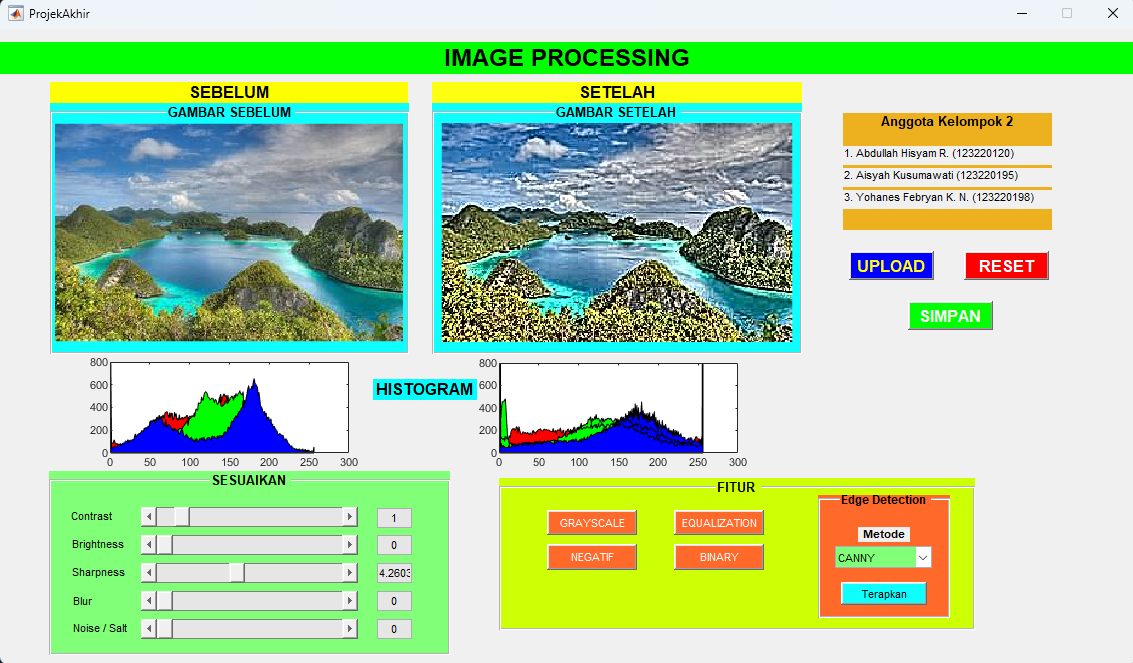 ProjekAkhir
IMAGE PROCESSING
SEBELUM
GAMBAR SEBELUM
SETELAH
GAMBAR SETELAH
Anggota Kelompok 2
1. Abdullah Hisyam R. (123220120)
2. Aisyah Kusumawati (123220195)
3. Yohanes Febryan K. N. (123220198)
UPLOAD
RESET
SIMPAN
HISTOGRAM
800
600
400
200
0
0 50 100 150 200 250 300
800
600
400
200
0
0 50 100 150 200 250 300
SESUAIKAN
Contrast 1
Brightness 0
Sharpness 4.2603
Blur 0
Noise / Salt 0
FITUR
GRAYSCALE
EQUALIZATION
NEGATIF
BINARY
Edge Detection
Metode
CANNY
Terapkan